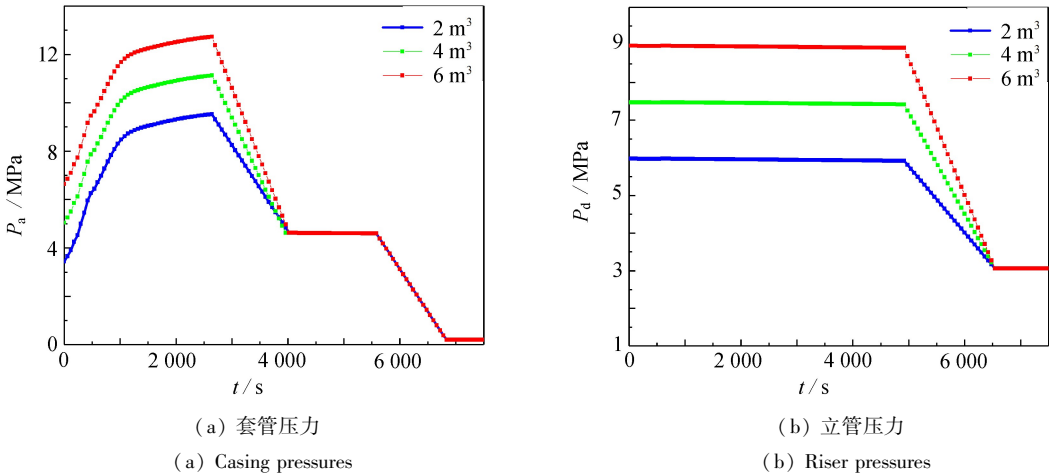 12
8
4
0
P_a / MPa
2 m³
4 m³
6 m³
0 2 000 4 000 6 000
t / s
(a) 套管压力
(a) Casing pressures
9
7
5
3
1
P_d / MPa
2 m³
4 m³
6 m³
0 2 000 4 000 6 000
t / s
(b) 立管压力
(b) Riser pressures